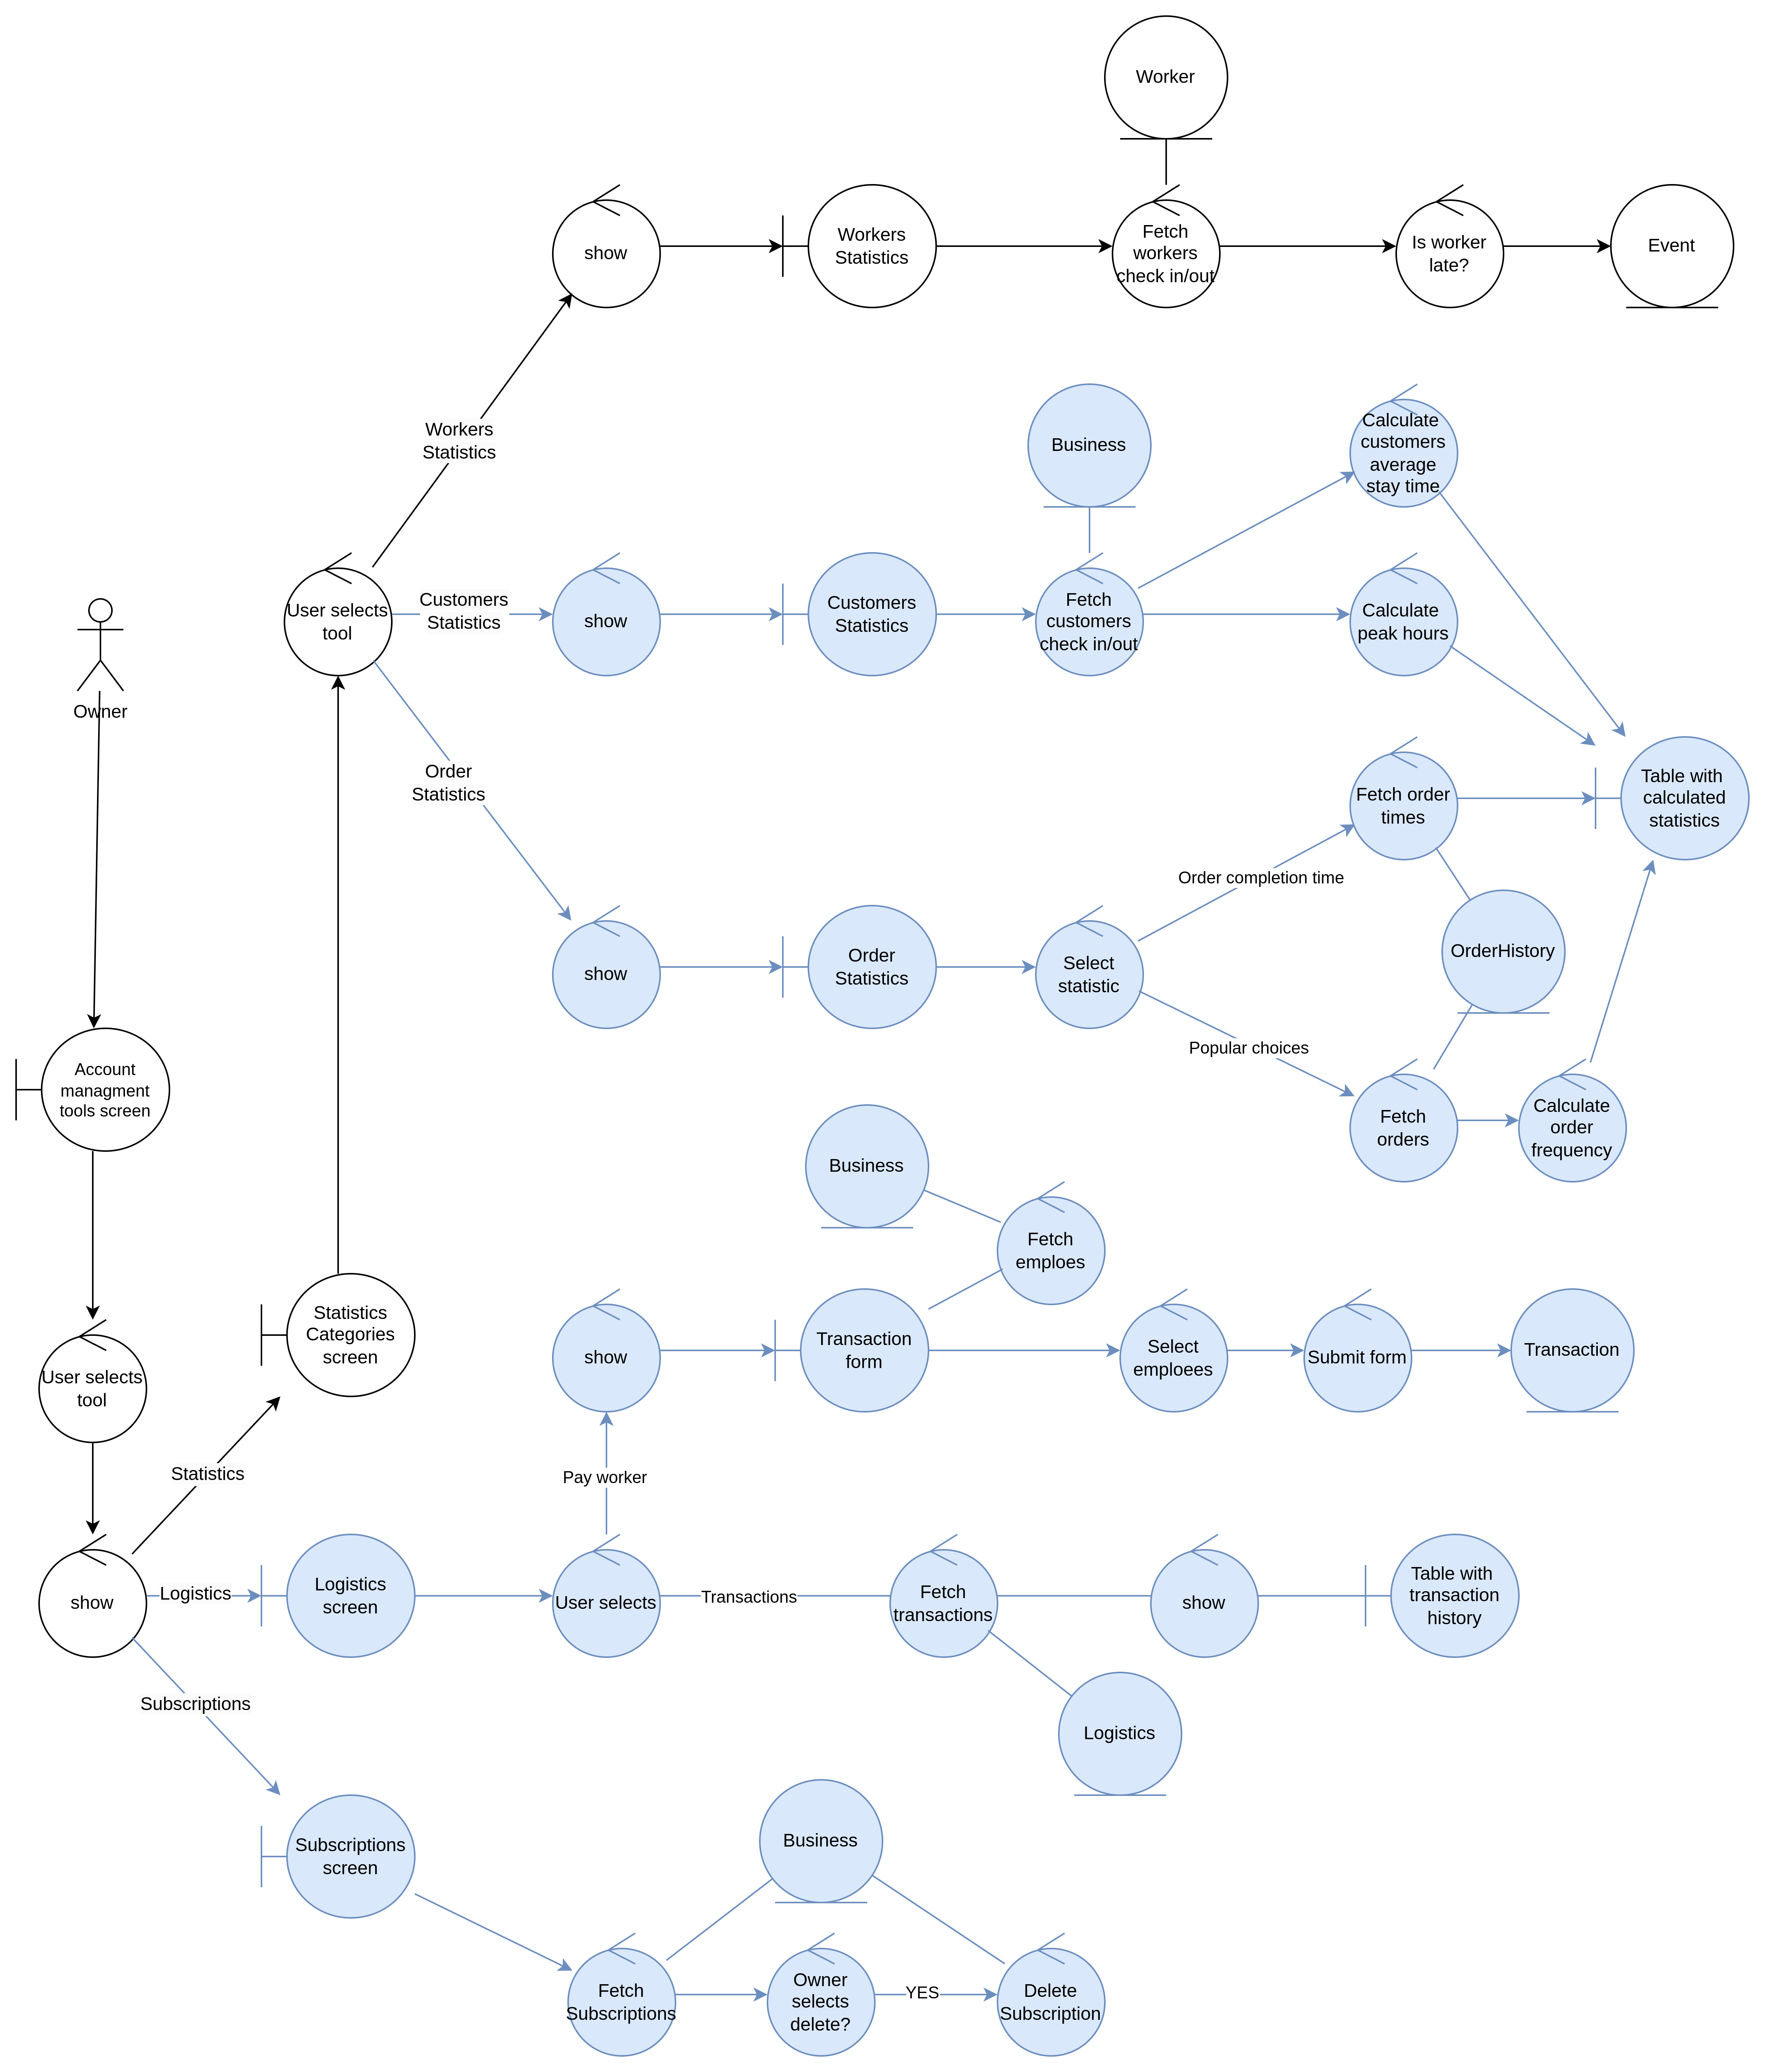 Worker
show
Workers
Statistics
Fetch
workers
check in/out
Is worker
late?
Event
Workers
Statistics
Business
Calculate
customers
average
stay time
User selects
tool
Customers
Statistics
show
Customers
Statistics
Fetch
customers
check in/out
Calculate
peak hours
Owner
Order
Statistics
Fetch order
times
Table with
calculated
statistics
Order completion time
show
Order
Statistics
Select
statistic
OrderHistory
Popular choices
Account
managment
tools screen
Fetch
orders
Calculate
order
frequency
Business
Fetch
emploes
Statistics
Categories
screen
User selects
tool
show
Transaction
form
Select
emploees
Submit form
Transaction
Statistics
Pay worker
show
Logistics
Logistics
screen
User selects
Transactions
Fetch
transactions
show
Table with
transaction
history
Subscriptions
Logistics
Subscriptions
screen
Business
Fetch
Subscriptions
Owner
selects
delete?
YES
Delete
Subscription